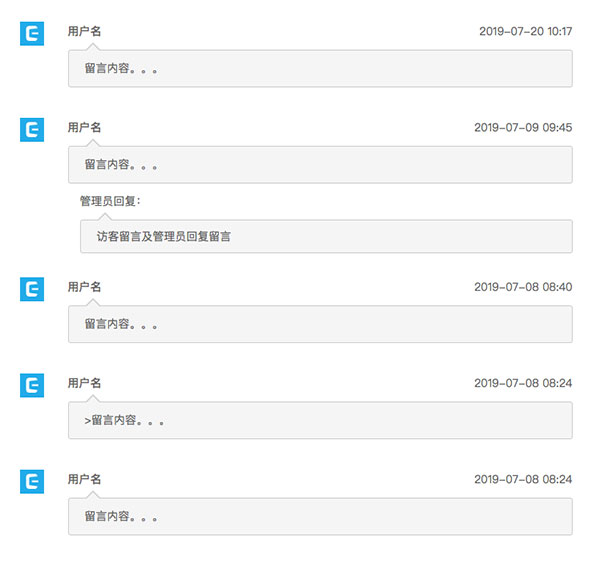 用户名 2019-07-20 10:17
留言内容。。。
用户名 2019-07-09 09:45
留言内容。。。
管理员回复：
访客留言及管理员回复留言
用户名 2019-07-08 08:40
留言内容。。。
用户名 2019-07-08 08:24
>留言内容。。。
用户名 2019-07-08 08:24
留言内容。。。